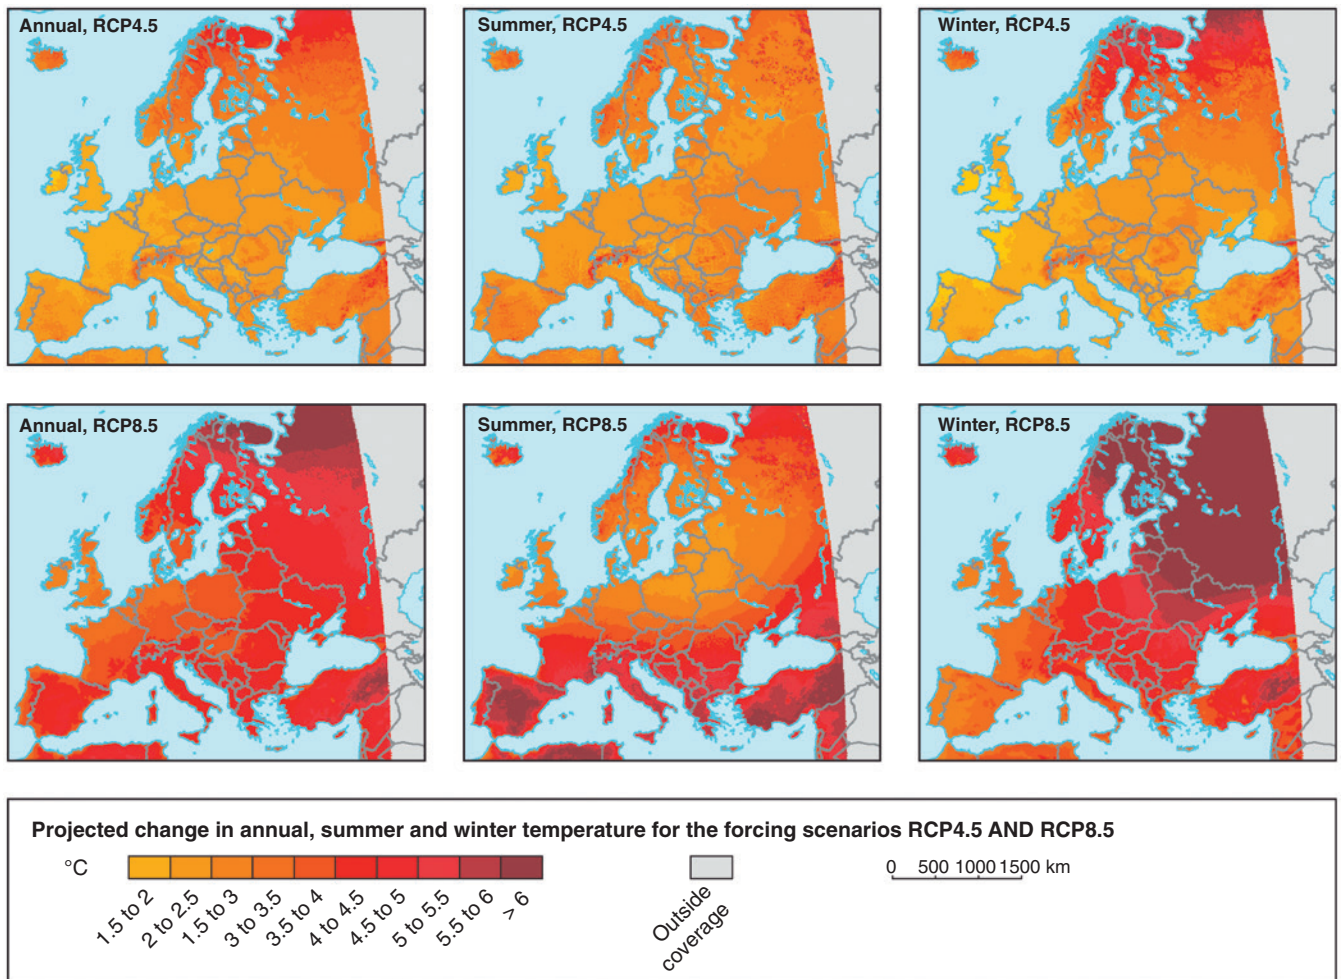 Annual, RCP4.5
Summer, RCP4.5
Winter, RCP4.5
Annual, RCP8.5
Summer, RCP8.5
Winter, RCP8.5
Projected change in annual, summer and winter temperature for the forcing scenarios RCP4.5 AND RCP8.5
°C
1.5 to 2
2 to 2.5
1.5 to 3
3 to 3.5
3.5 to 4
4 to 4.5
4.5 to 5
5 to 5.5
5.5 to 6
> 6
Outside
coverage
0 500 1000 1500 km